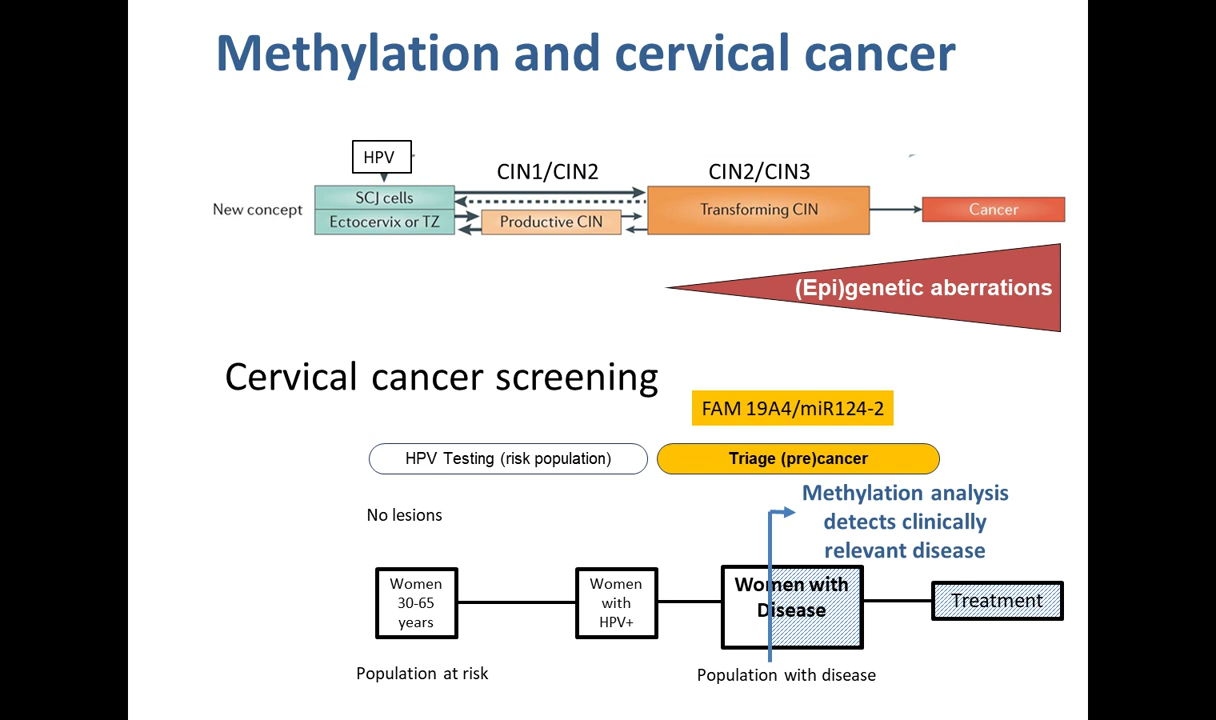 Methylation and cervical cancer
HPV
CIN1/CIN2
CIN2/CIN3
New concept
SCJ cells
Ectocervix or TZ
Productive CIN
Transforming CIN
Cancer
(Epi)genetic aberrations
Cervical cancer screening
FAM 19A4/miR124-2
HPV Testing (risk population)
Triage (pre)cancer
Methylation analysis
detects clinically
relevant disease
No lesions
Women
30-65
years
Women
with
HPV+
Women with
Disease
Treatment
Population at risk
Population with disease